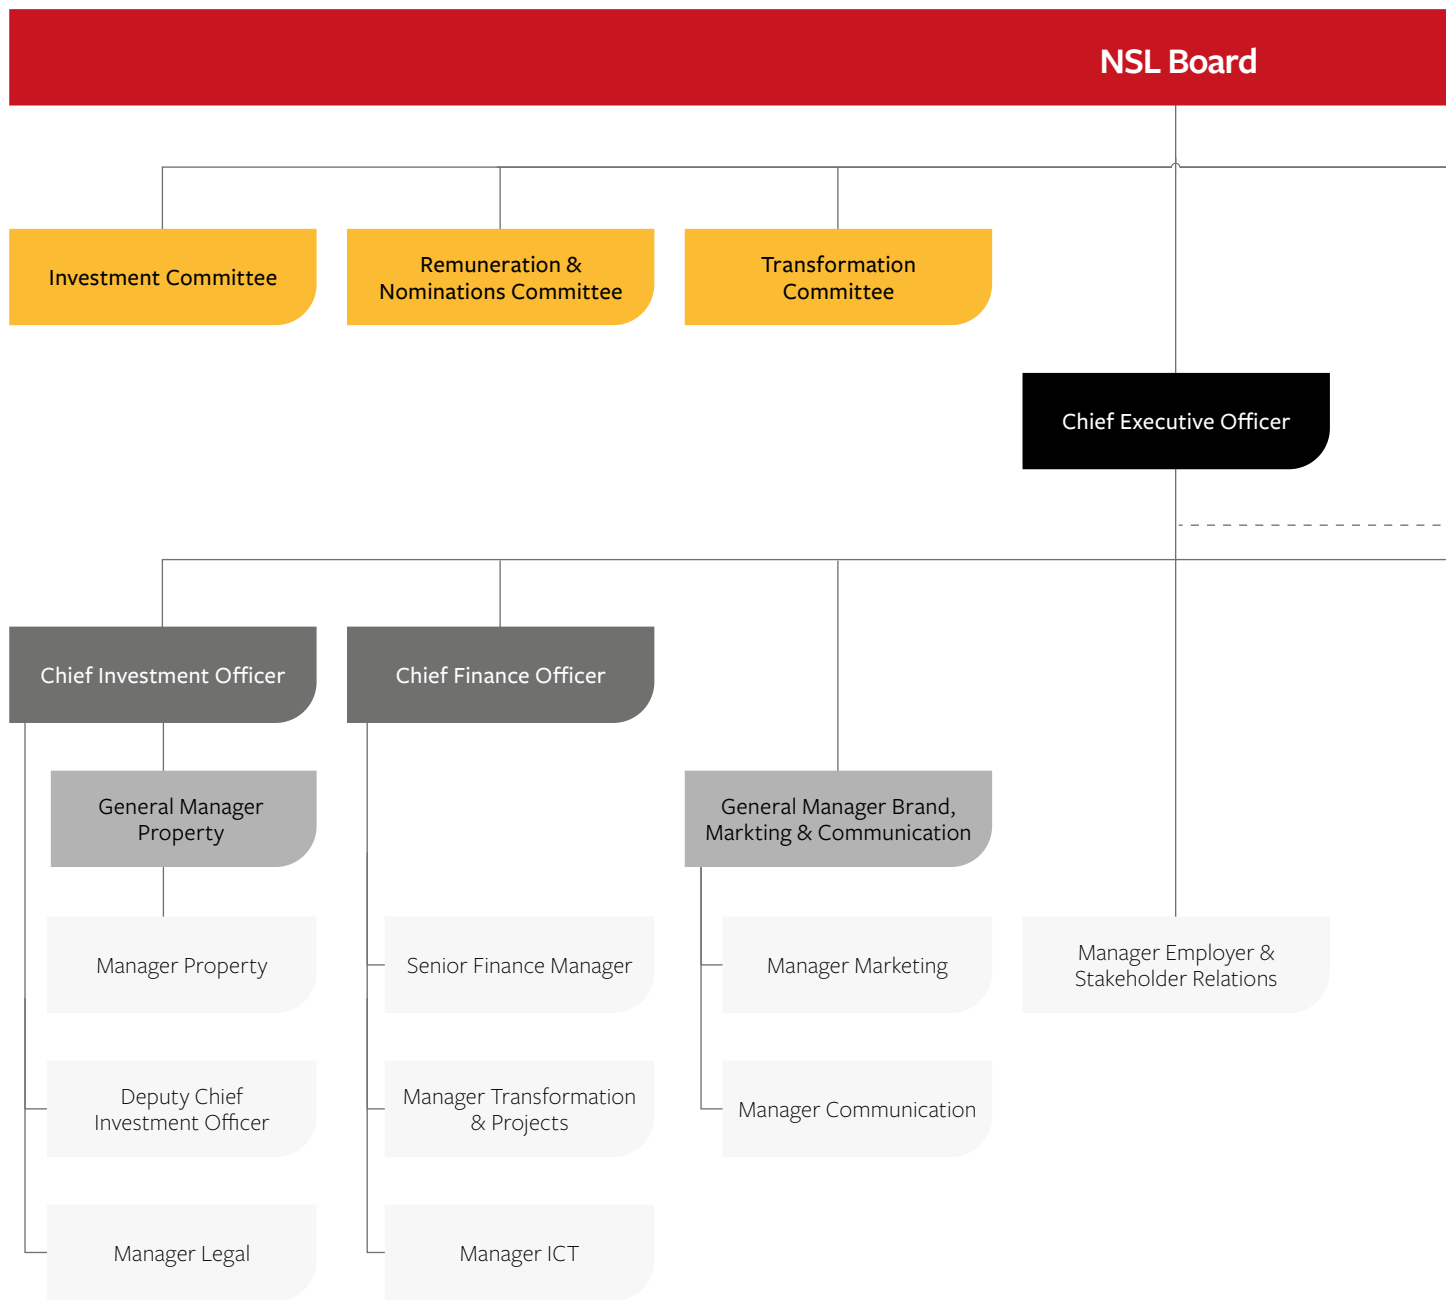 NSL Board
Investment Committee
Remuneration &
Nominations Committee
Transformation
Committee
Chief Executive Officer
Chief Investment Officer
Chief Finance Officer
General Manager
Property
General Manager Brand,
Markting & Communication
Manager Property
Senior Finance Manager
Manager Marketing
Manager Employer &
Stakeholder Relations
Deputy Chief
Investment Officer
Manager Transformation
& Projects
Manager Communication
Manager Legal
Manager ICT